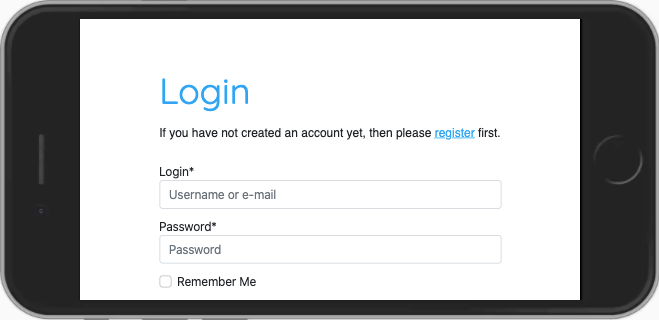 Login
If you have not created an account yet, then please register first.
Login*
Username or e-mail
Password*
Password
Remember Me